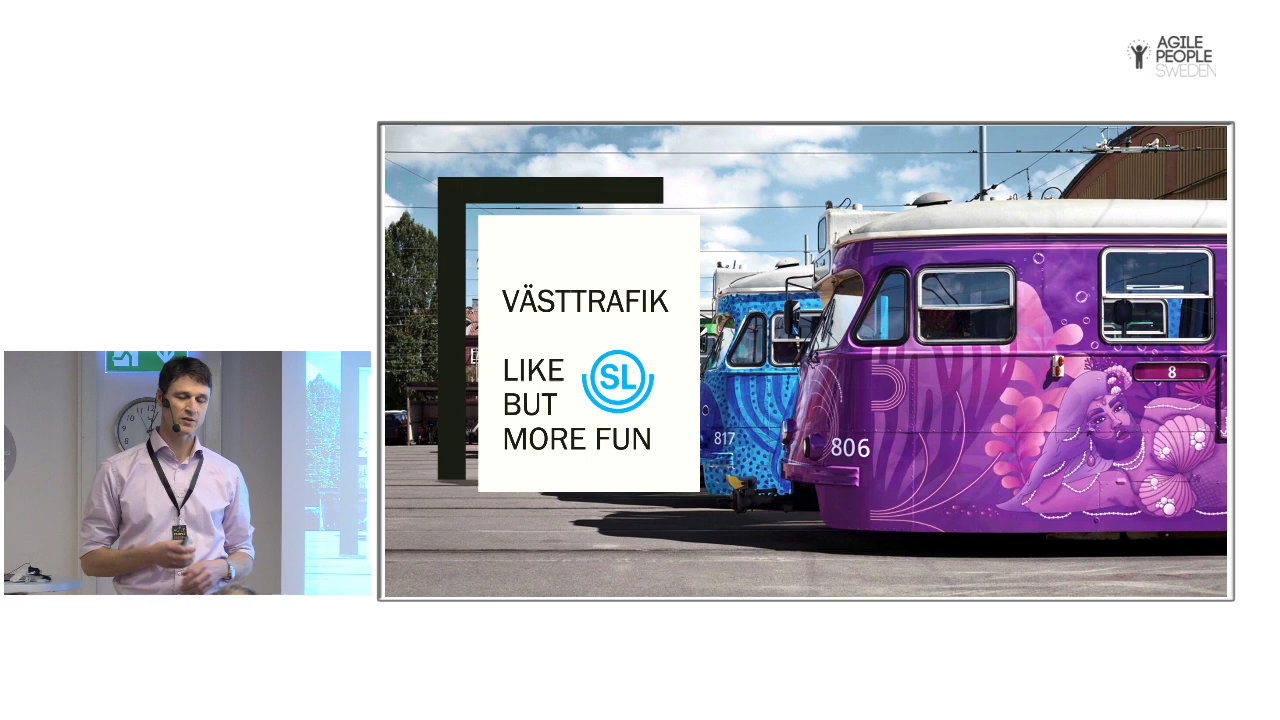 AGILE
PEOPLE
SWEDEN
VÄSTTRAFIK
LIKE SL
BUT
MORE FUN
817
806
8